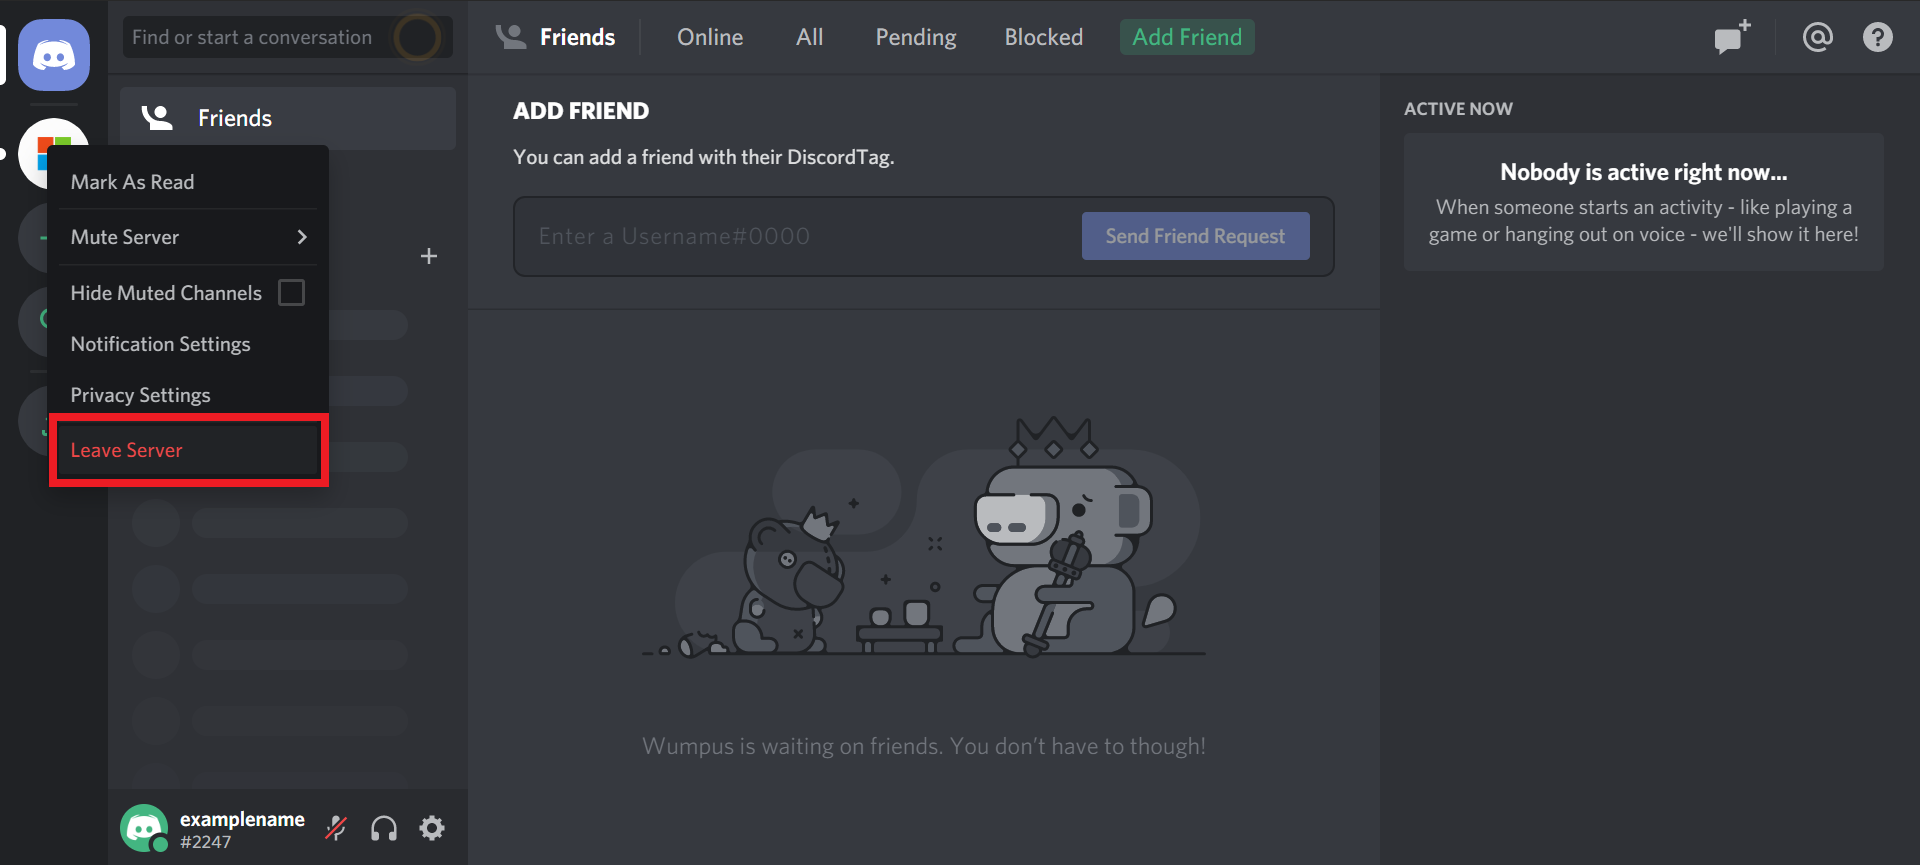 Find or start a conversation
Friends
Online
All
Pending
Blocked
Add Friend
Friends
Mark As Read
Mute Server
Hide Muted Channels
Notification Settings
Privacy Settings
Leave Server
examplename
#2247
ADD FRIEND
You can add a friend with their DiscordTag.
Enter a Username#0000
Send Friend Request
Wumpus is waiting on friends. You don't have to though!
ACTIVE NOW
Nobody is active right now...
When someone starts an activity - like playing a
game or hanging out on voice - we'll show it here!